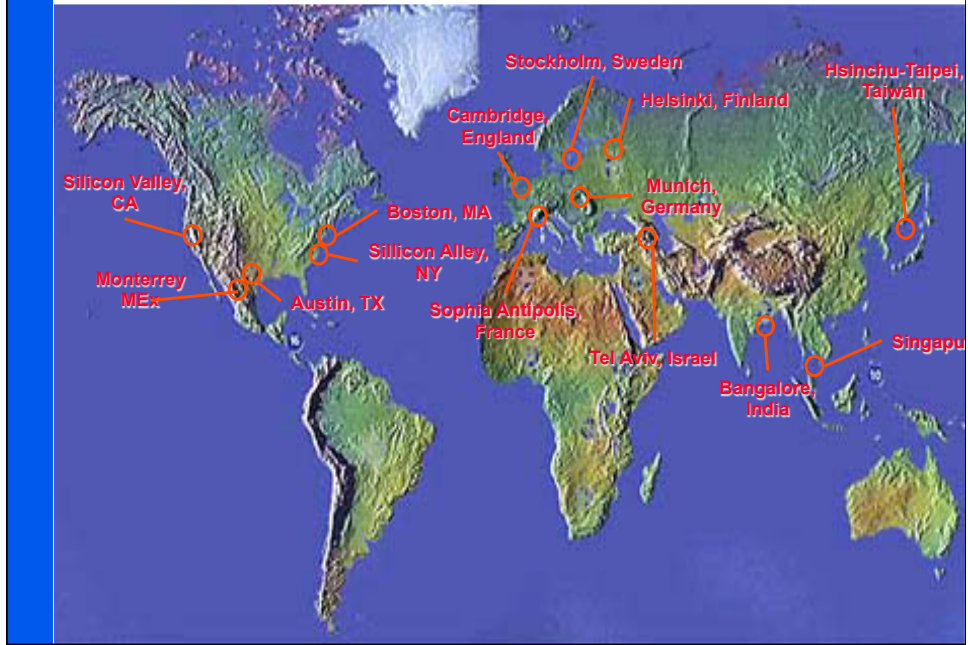 Stockholm, Sweden
Hsinchu-Taipei,
Taiwán
Helsinki, Finland
Cambridge,
England
Silicon Valley,
CA
Munich,
Germany
Boston, MA
Sillicon Alley,
NY
Monterrey
MEx
Austin, TX
Sophia Antipolis,
France
Tel Aviv, Israel
Singapu
Bangalore,
India